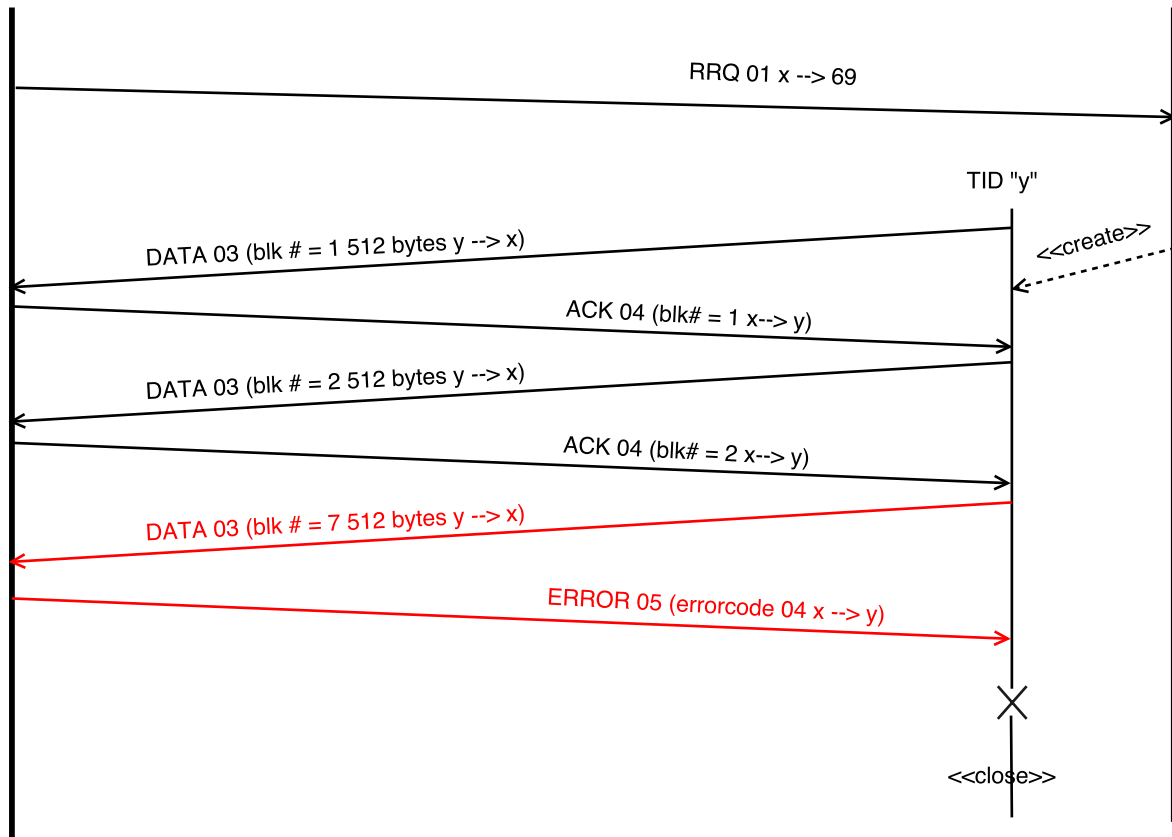 RRQ 01 x --> 69
TID "y"
<<create>>
DATA 03 (blk # = 1 512 bytes y --> x)
ACK 04 (blk# = 1 x--> y)
DATA 03 (blk # = 2 512 bytes y --> x)
ACK 04 (blk# = 2 x--> y)
DATA 03 (blk # = 7 512 bytes y --> x)
ERROR 05 (errorcode 04 x --> y)
<<close>>